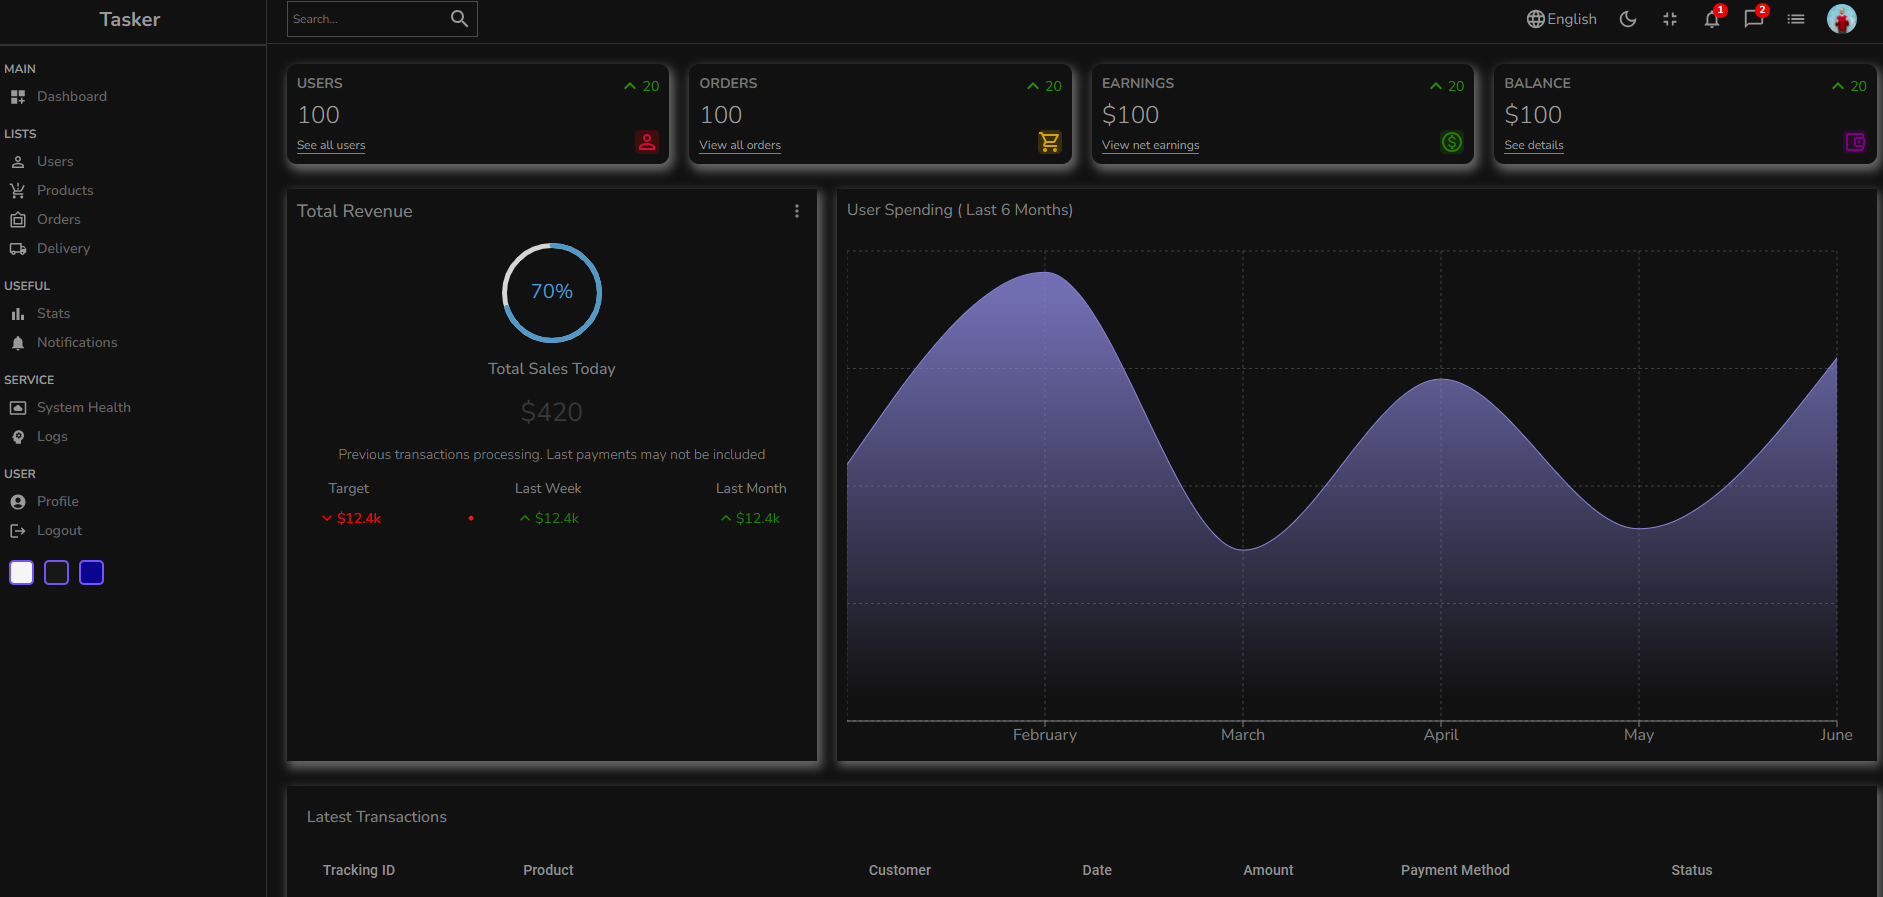 Tasker
Search...
English
1
2
MAIN
Dashboard
LISTS
Users
Products
Orders
Delivery
USEFUL
Stats
Notifications
SERVICE
System Health
Logs
USER
Profile
Logout
USERS
20
100
See all users
ORDERS
20
100
View all orders
EARNINGS
20
$100
View net earnings
BALANCE
20
$100
See details
Total Revenue
70%
Total Sales Today
$420
Previous transactions processing. Last payments may not be included
Target Last Week Last Month
$12.4k $12.4k $12.4k
User Spending ( Last 6 Months)
February March April May June
Latest Transactions
Tracking ID Product Customer Date Amount Payment Method Status